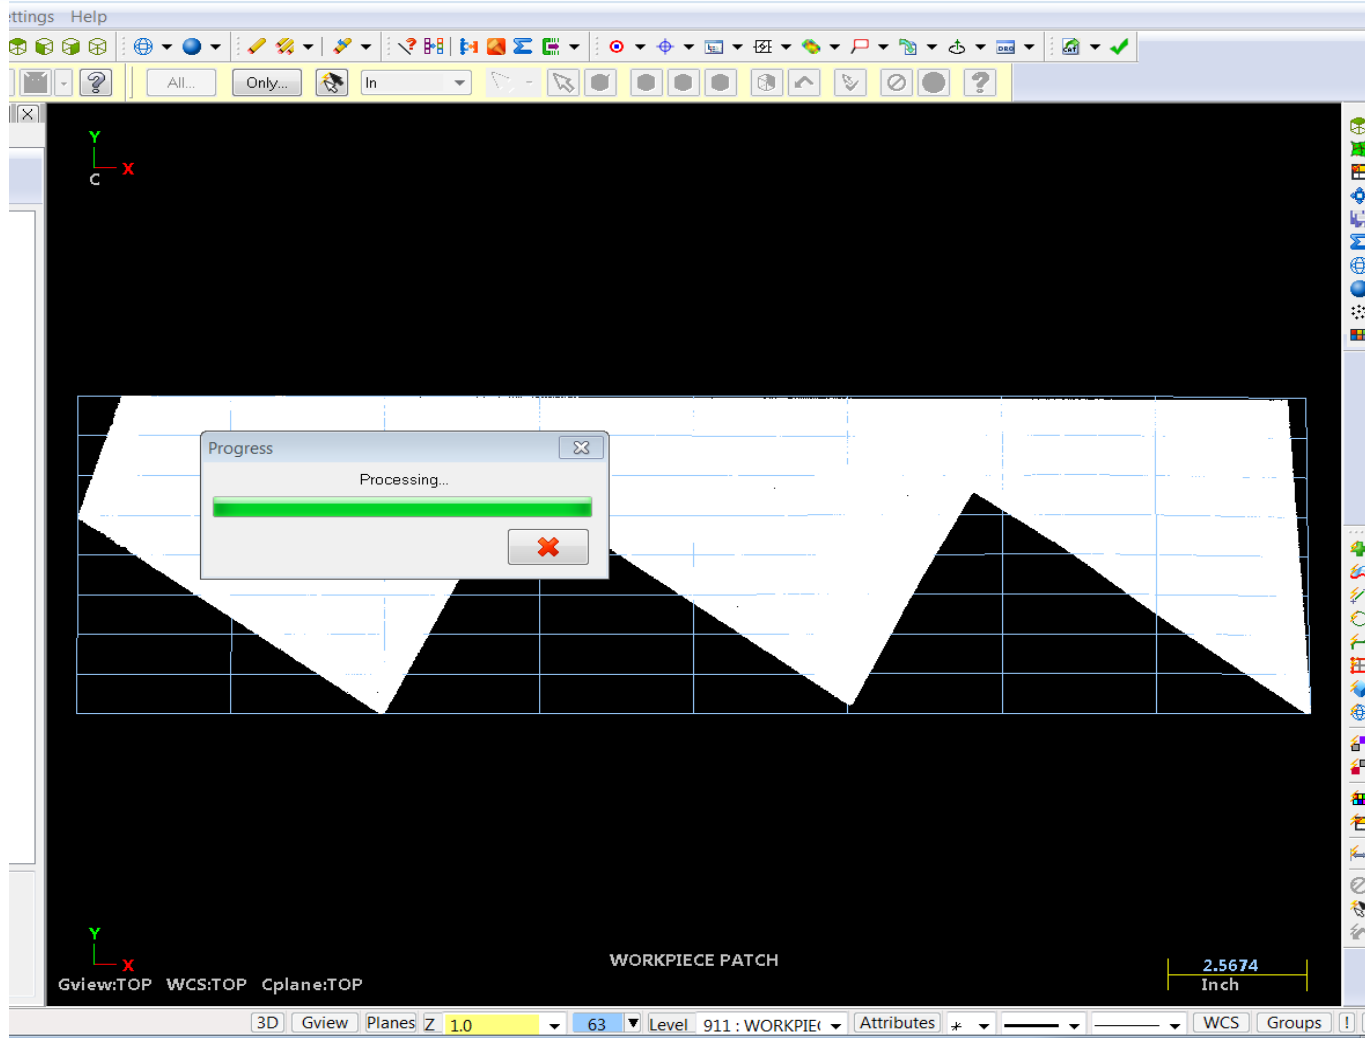 ettings Help
All... Only... In
Y
X
C
Progress
Processing...
Y
X
WORKPIECE PATCH
2.5674
Inch
Gview:TOP WCS:TOP Cplane:TOP
3D Gview Planes Z 1.0 63 Level 911 : WORKPIE( Attributes WCS Groups !